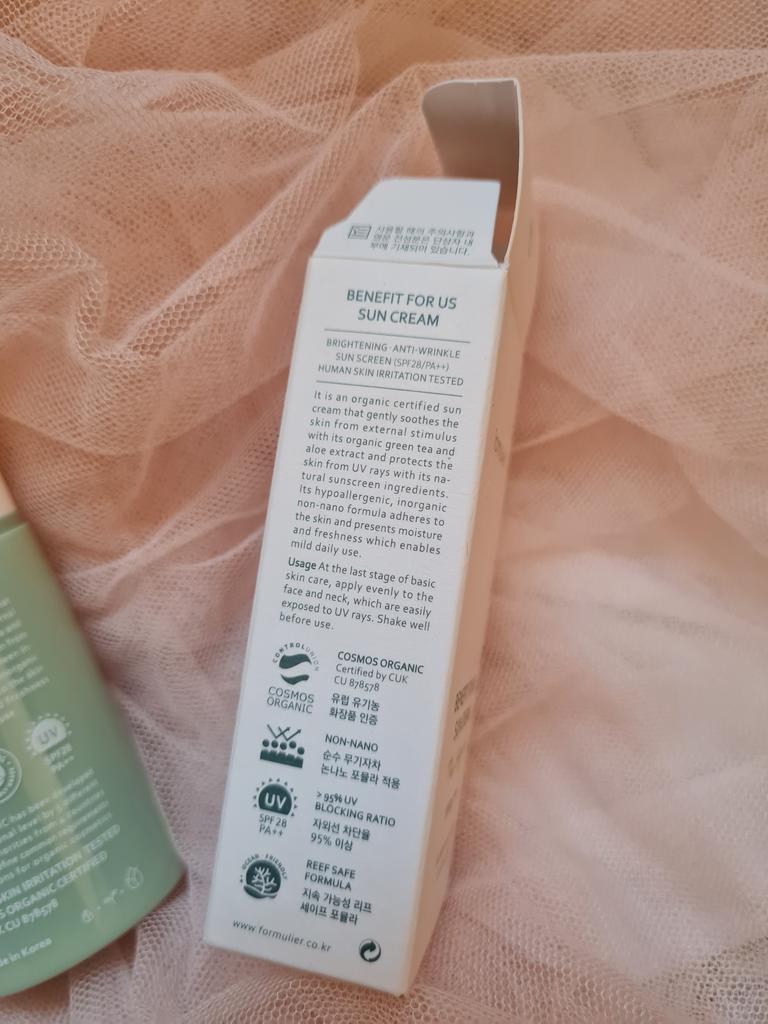 사용할 때의 주의사항과
영문 전성분은 단상자 내
부에 기재되어 있습니다.
BENEFIT FOR US
SUN CREAM
BRIGHTENING · ANTI-WRINKLE
SUN SCREEN (SPF28/PA++)
HUMAN SKIN IRRITATION TESTED
It is an organic certified sun
cream that gently soothes the
skin from external stimulus
with its organic green tea and
aloe extract and protects the
skin from UV rays with its na-
tural sunscreen ingredients.
Its hypoallergenic, inorganic
non-nano formula adheres to
the skin and presents moisture
and freshness which enables
mild daily use.
Usage At the last stage of basic
skin care, apply evenly to the
face and neck, which are easily
exposed to UV rays. Shake well
before use.
CONTROLUNION
COSMOS
ORGANIC
COSMOS ORGANIC
Certified by CUK
CU 878578
유럽 유기농
화장품 인증
NON-NANO
순수 무기자차
논나노 포뮬라 적용
UV
SPF 28
PA++
> 95% UV
BLOCKING RATIO
자외선 차단율
95% 이상
OCEAN FRIENDLY
REEF SAFE
FORMULA
지속 가능성 리프
세이프 포뮬라
www.formulier.co.kr
UV
SPF28
PA++
SKIN IRRITATION TESTED
ORGANIC CERTIFIED
CU 878578
in Korea